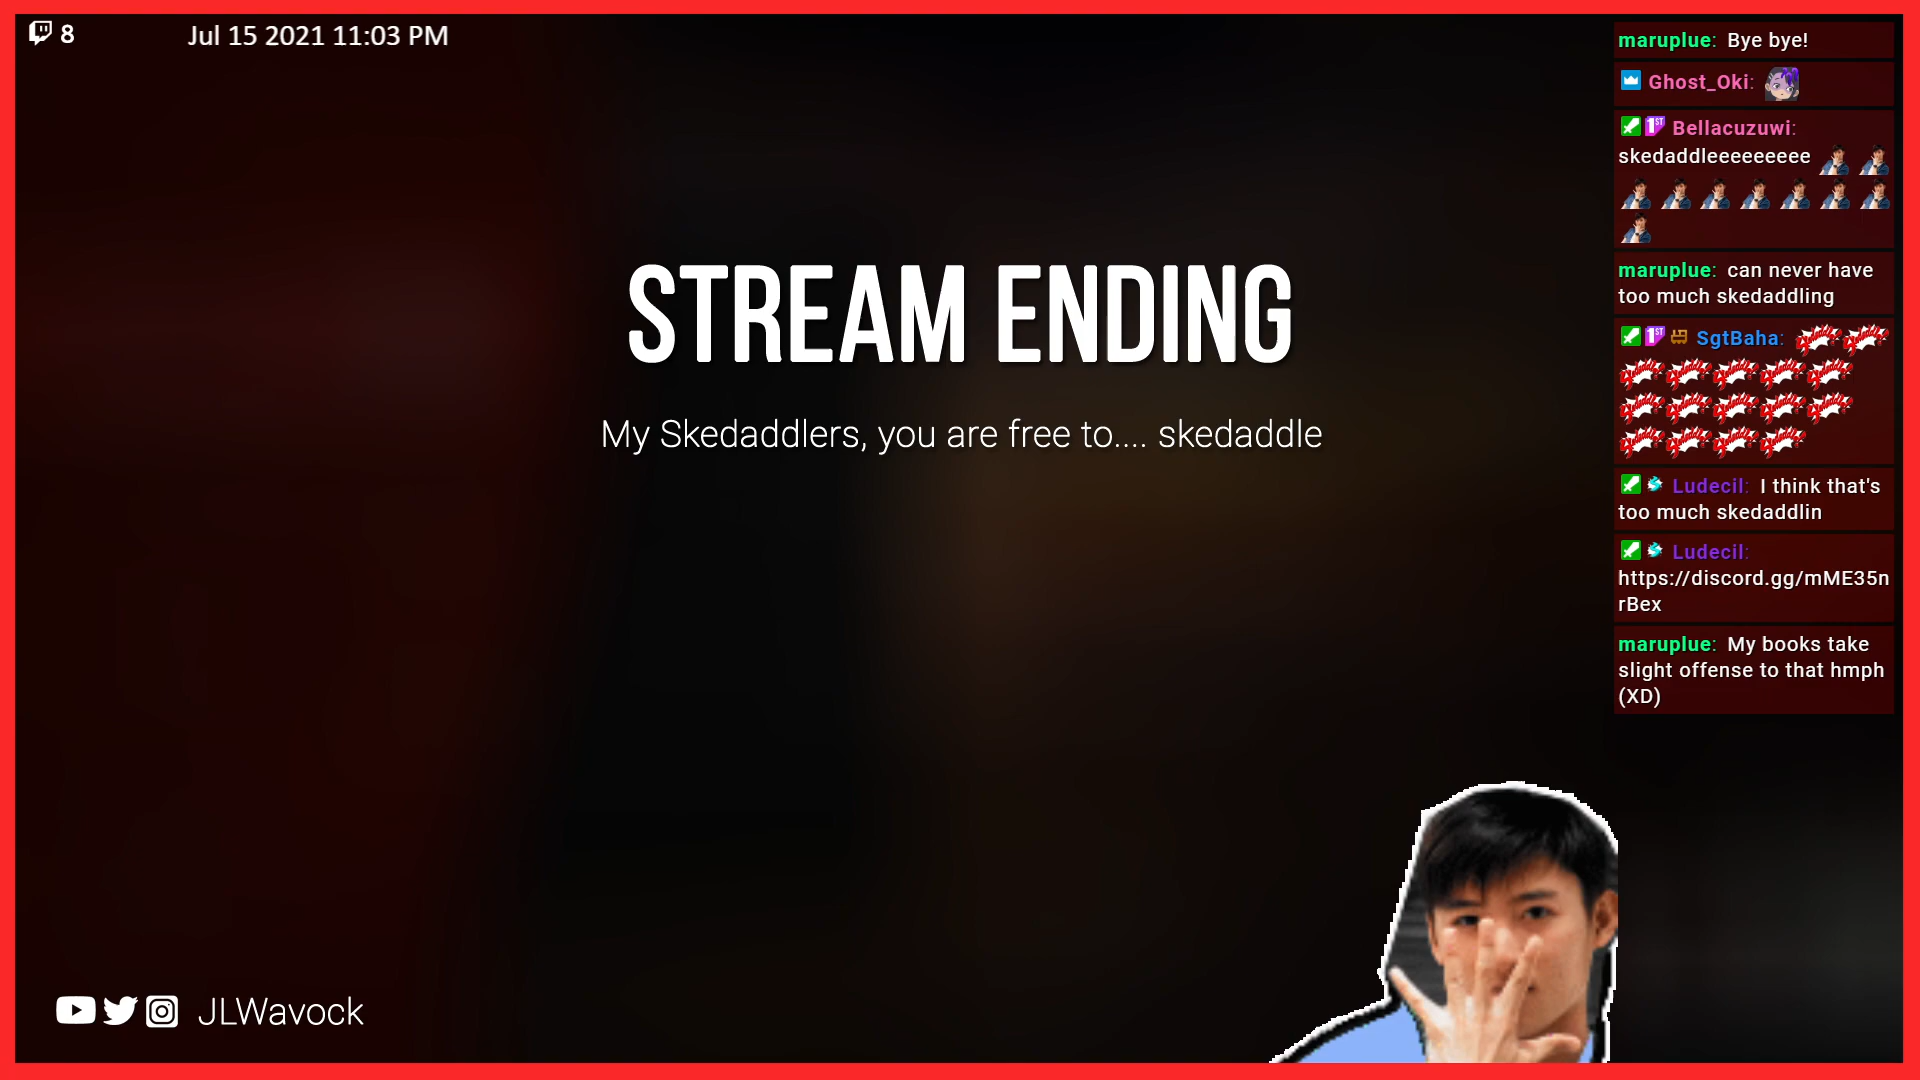 8
Jul 15 2021 11:03 PM
STREAM ENDING
My Skedaddlers, you are free to.... skedaddle
JLWavock
maruplue: Bye bye!
Ghost_Oki:
1ST Bellacuzuwi:
skedaddleeeeeeeee
maruplue: can never have
too much skedaddling
1ST SgtBaha:
Ludecil: I think that's
too much skedaddlin
Ludecil:
https://discord.gg/mME35n
rBex
maruplue: My books take
slight offense to that hmph
(XD)